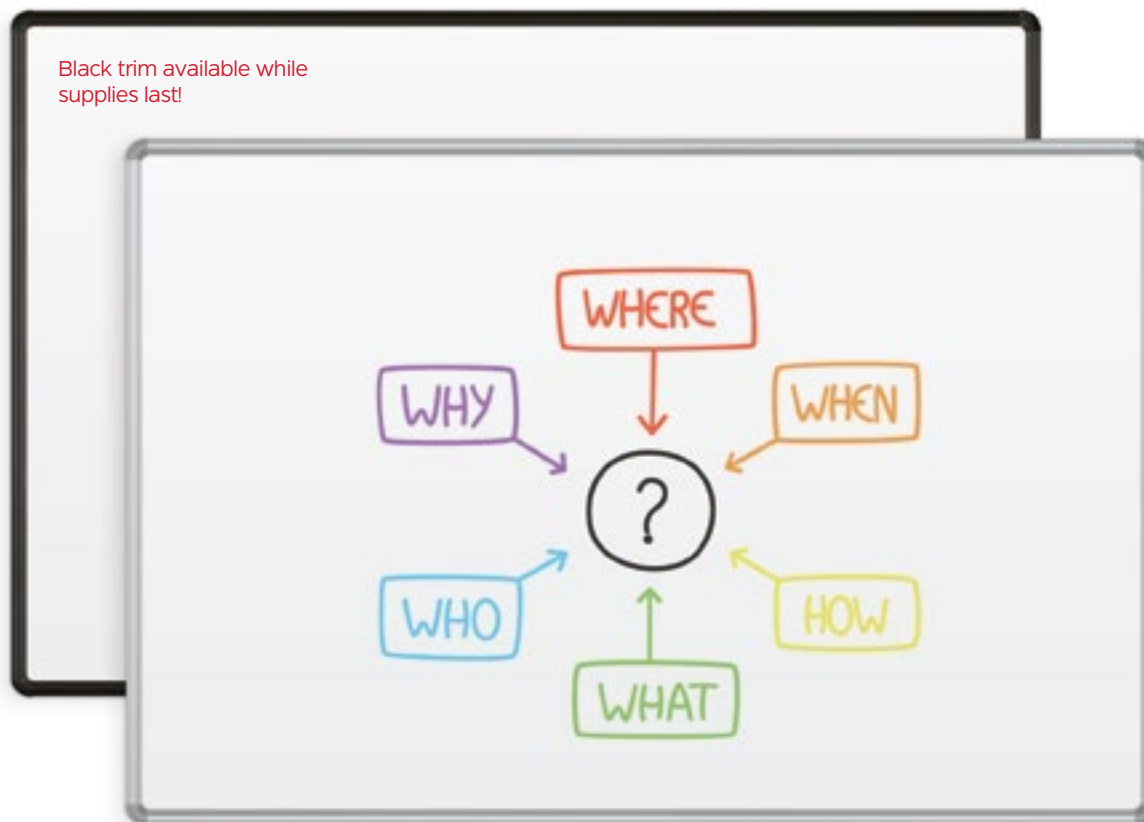 Black trim available while
supplies last!
WHERE
WHY
WHEN
?
WHO
HOW
WHAT